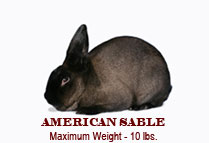 AMERICAN SABLE
Maximum Weight - 10 lbs.